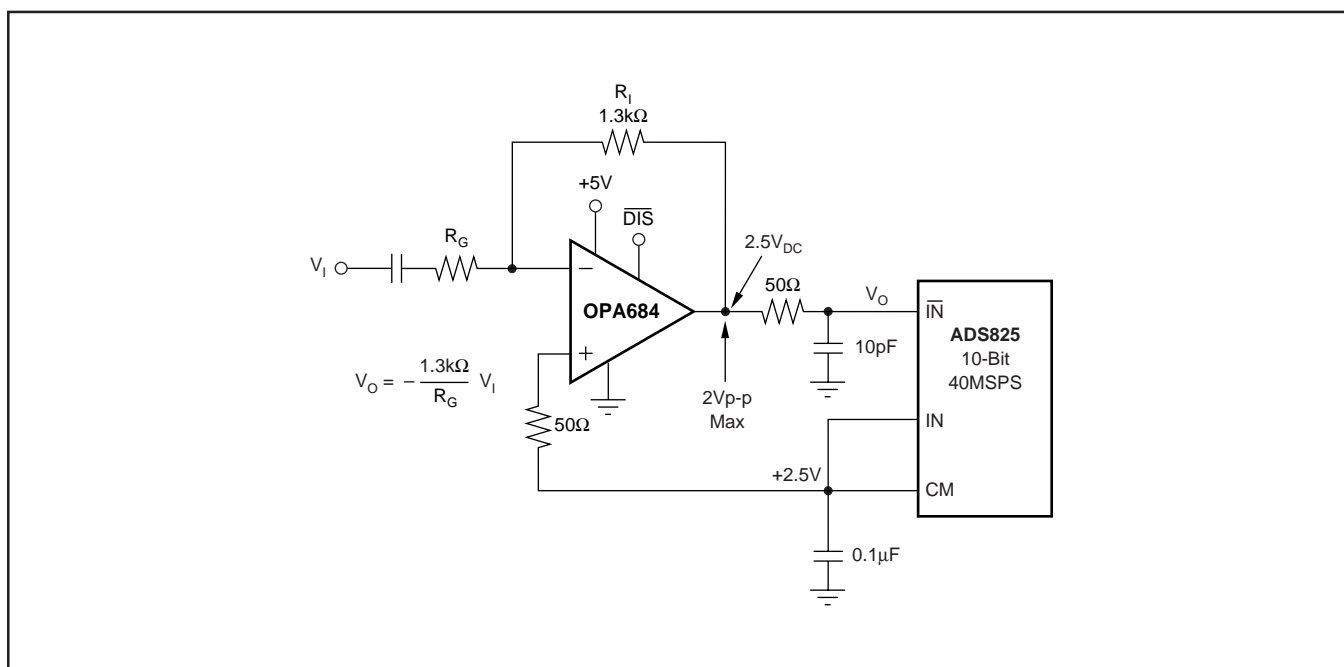 R_I
1.3kΩ
+5V
DIS
R_G
V_I
2.5V_DC
50Ω
V_O
–
OPA684
+
IN
ADS825
10-Bit
40MSPS
10pF
V_O = – 1.3kΩ / R_G V_I
2Vp-p
Max
50Ω
IN
+2.5V
CM
0.1µF